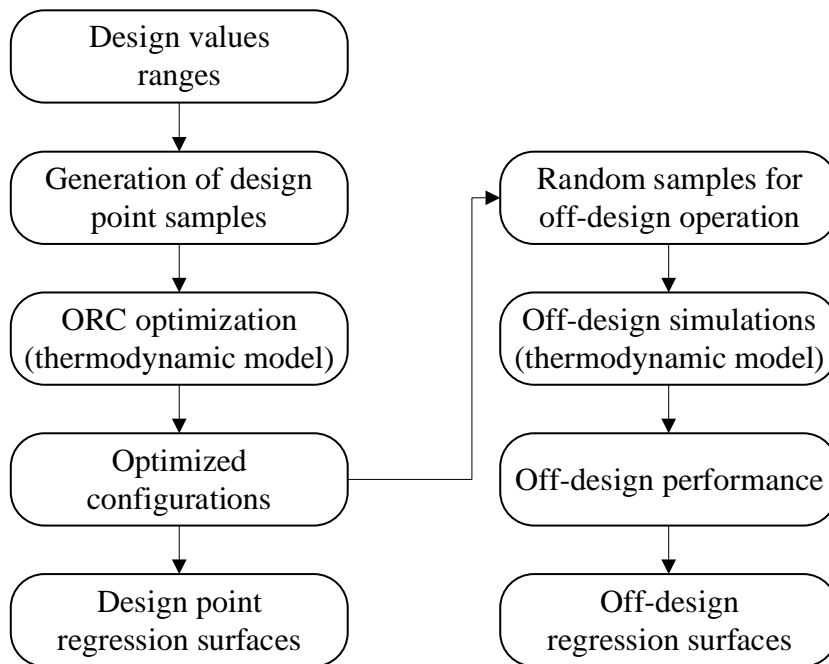 Design values
ranges
Generation of design
point samples
ORC optimization
(thermodynamic model)
Optimized
configurations
Design point
regression surfaces
Random samples for
off-design operation
Off-design simulations
(thermodynamic model)
Off-design performance
Off-design
regression surfaces